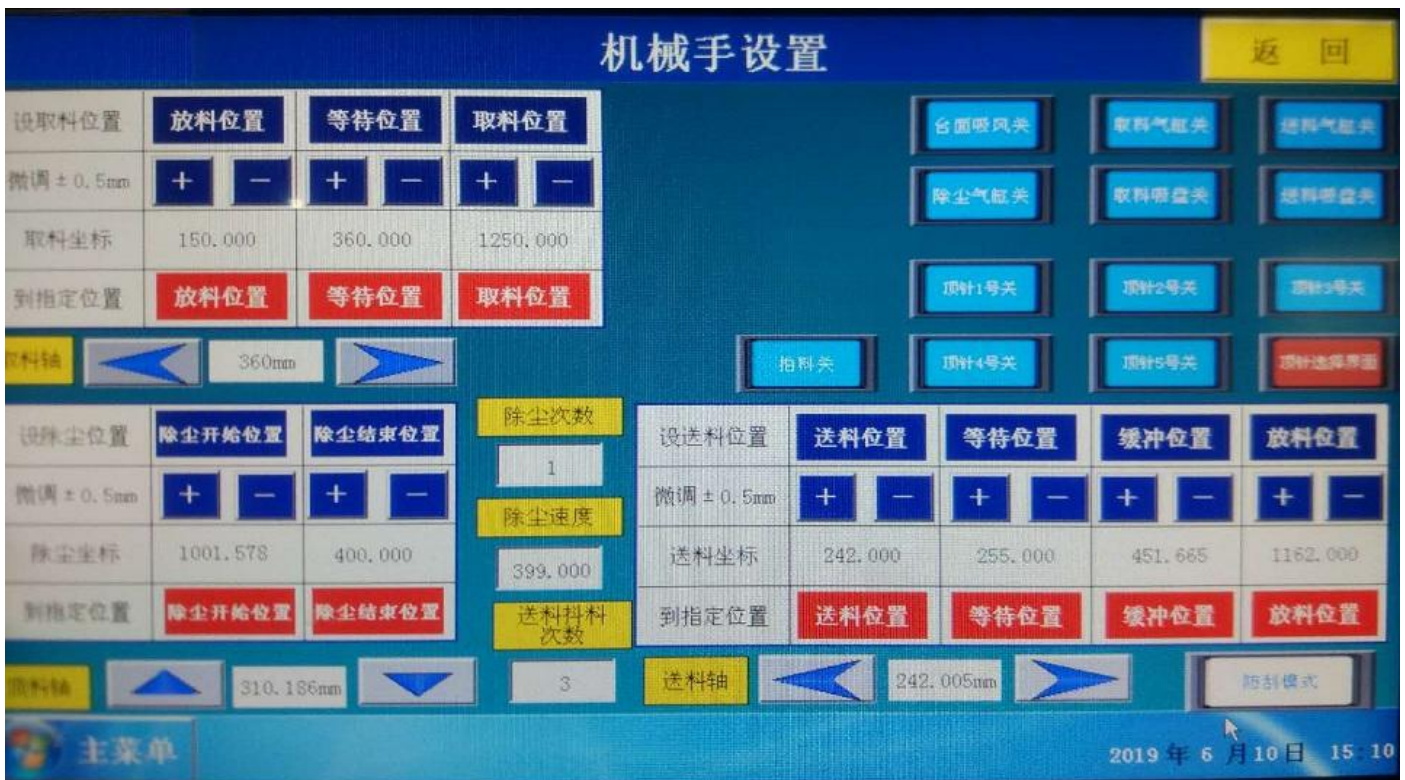 机械手设置
返 回
设取料位置 放料位置 等待位置 取料位置
台面吸风关 取料气缸关 送料气缸关
微调±0.5mm + - + - + -
除尘气缸关 取料吸盘关 送料吸盘关
取料坐标 150.000 360.000 1250.000
到指定位置 放料位置 等待位置 取料位置
顶针1号关 顶针2号关 顶针3号关
取料轴 360mm
拍料关 顶针4号关 顶针5号关 顶针选择界面
设除尘位置 除尘开始位置 除尘结束位置
除尘次数
设送料位置 送料位置 等待位置 缓冲位置 放料位置
1
微调±0.5mm + - + -
除尘速度
微调±0.5mm + - + - + - + -
除尘坐标 1001.578 400.000
399.000
送料坐标 242.000 255.000 451.665 1162.000
到指定位置 除尘开始位置 除尘结束位置
送料抖料
次数
到指定位置 送料位置 等待位置 缓冲位置 放料位置
顶料轴 310.186mm
3
送料轴 242.005mm
防刮模式
主菜单
2019 年 6 月10日 15:10